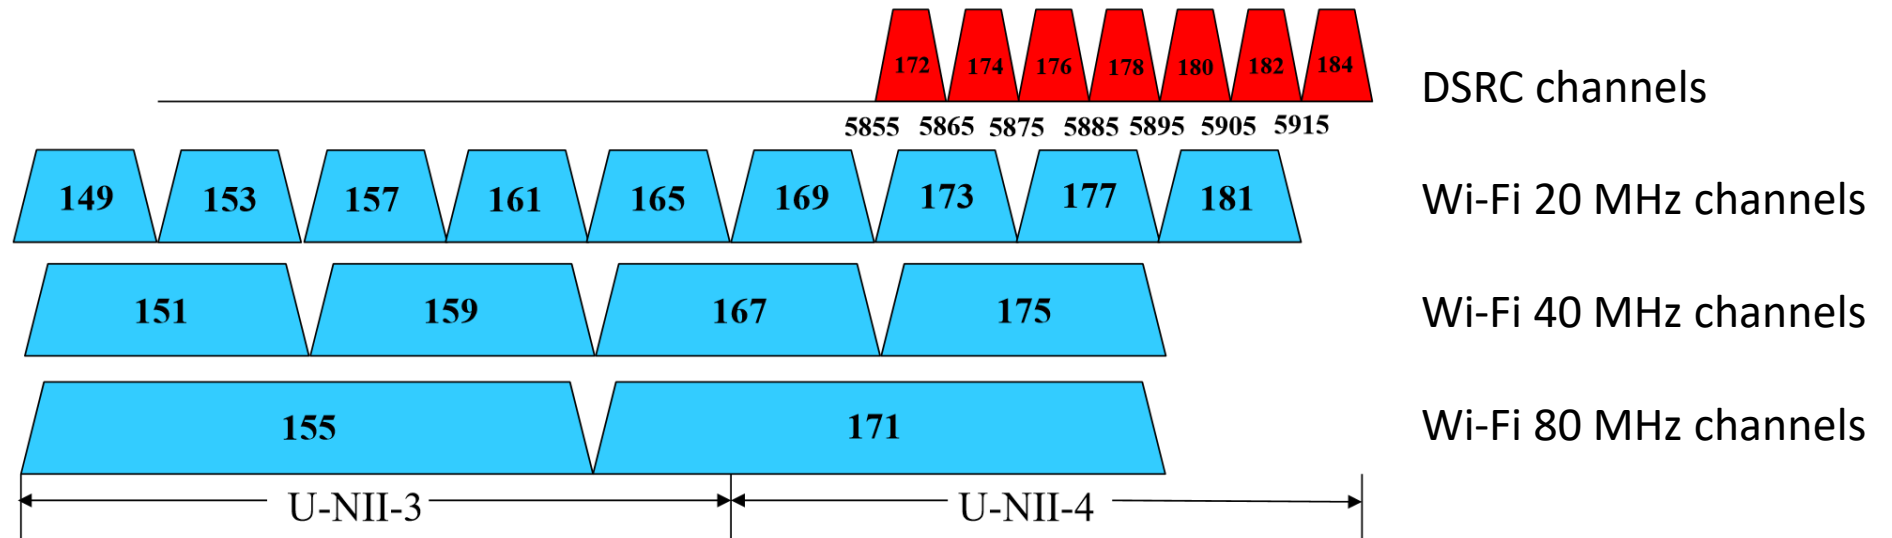 172 174 176 178 180 182 184 DSRC channels
5855 5865 5875 5885 5895 5905 5915
149 153 157 161 165 169 173 177 181 Wi-Fi 20 MHz channels
151 159 167 175 Wi-Fi 40 MHz channels
155 171 Wi-Fi 80 MHz channels
U-NII-3 U-NII-4